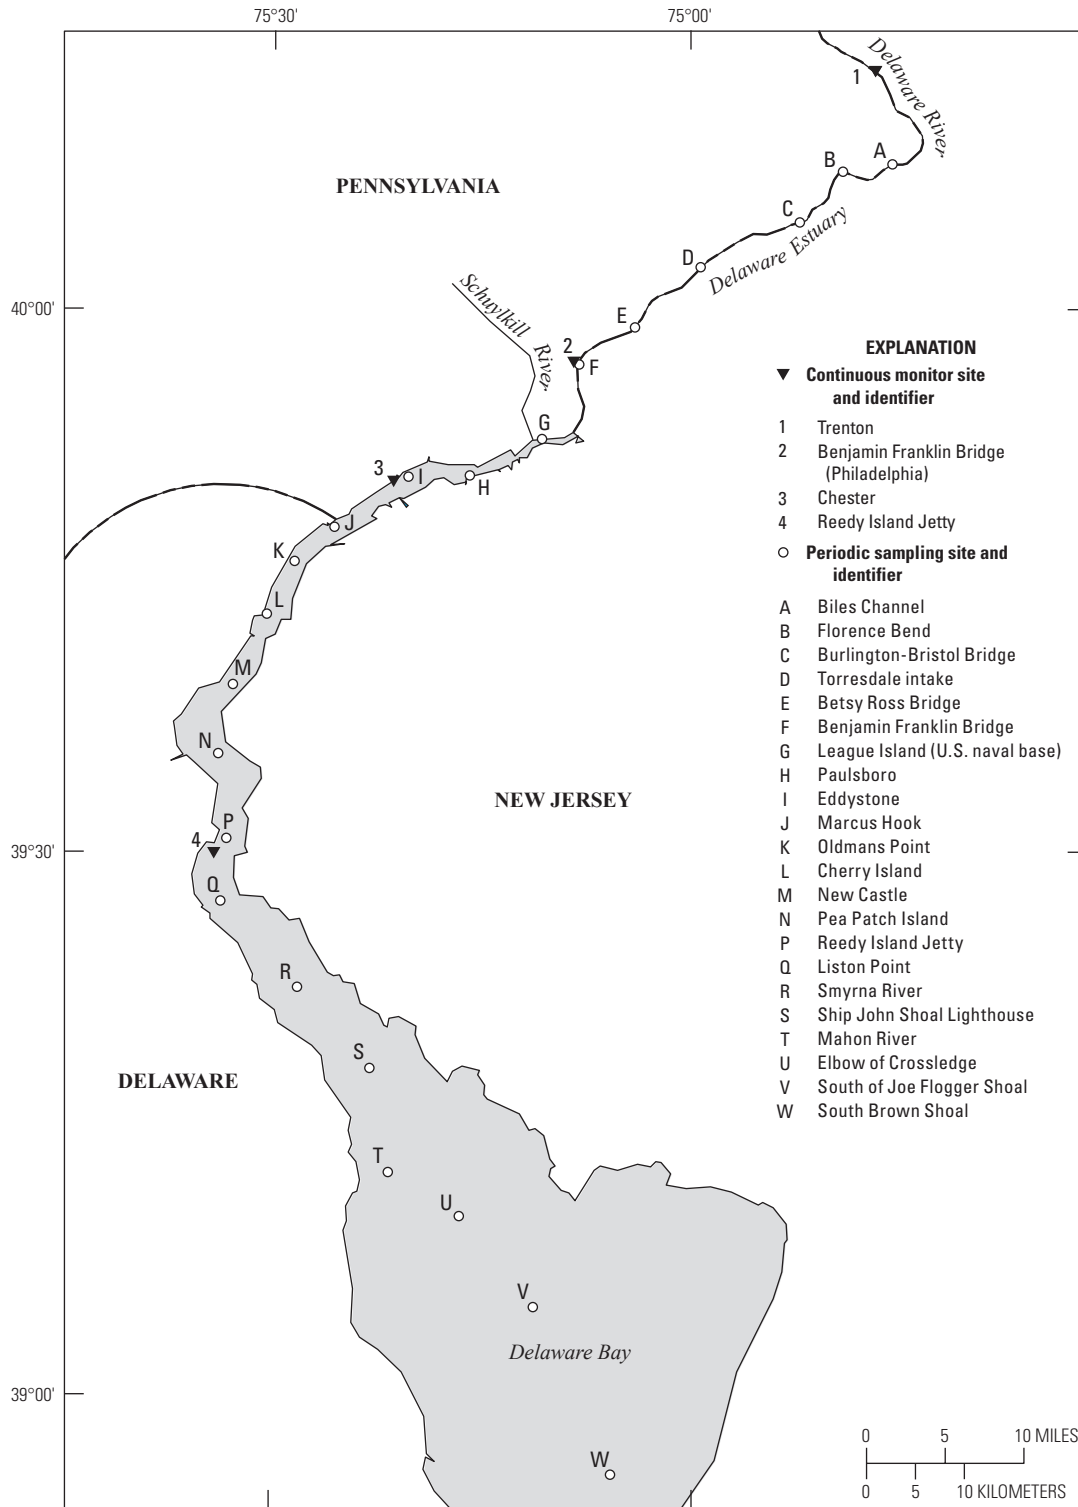 75°30'
75°00'
Delaware River
1
A
B
PENNSYLVANIA
C
Delaware Estuary
D
Schuylkill River
40°00'
E
2
F
EXPLANATION
Continuous monitor site
and identifier
1 Trenton
2 Benjamin Franklin Bridge
(Philadelphia)
3 Chester
4 Reedy Island Jetty
Periodic sampling site and
identifier
A Biles Channel
B Florence Bend
C Burlington-Bristol Bridge
D Torresdale intake
E Betsy Ross Bridge
F Benjamin Franklin Bridge
G League Island (U.S. naval base)
H Paulsboro
I Eddystone
J Marcus Hook
K Oldmans Point
L Cherry Island
M New Castle
N Pea Patch Island
P Reedy Island Jetty
Q Liston Point
R Smyrna River
S Ship John Shoal Lighthouse
T Mahon River
U Elbow of Crossledge
V South of Joe Flogger Shoal
W South Brown Shoal
G
3
I
H
J
K
L
M
N
NEW JERSEY
P
4
39°30'
Q
R
S
DELAWARE
T
U
V
Delaware Bay
39°00'
W
0 5 10 MILES
0 5 10 KILOMETERS